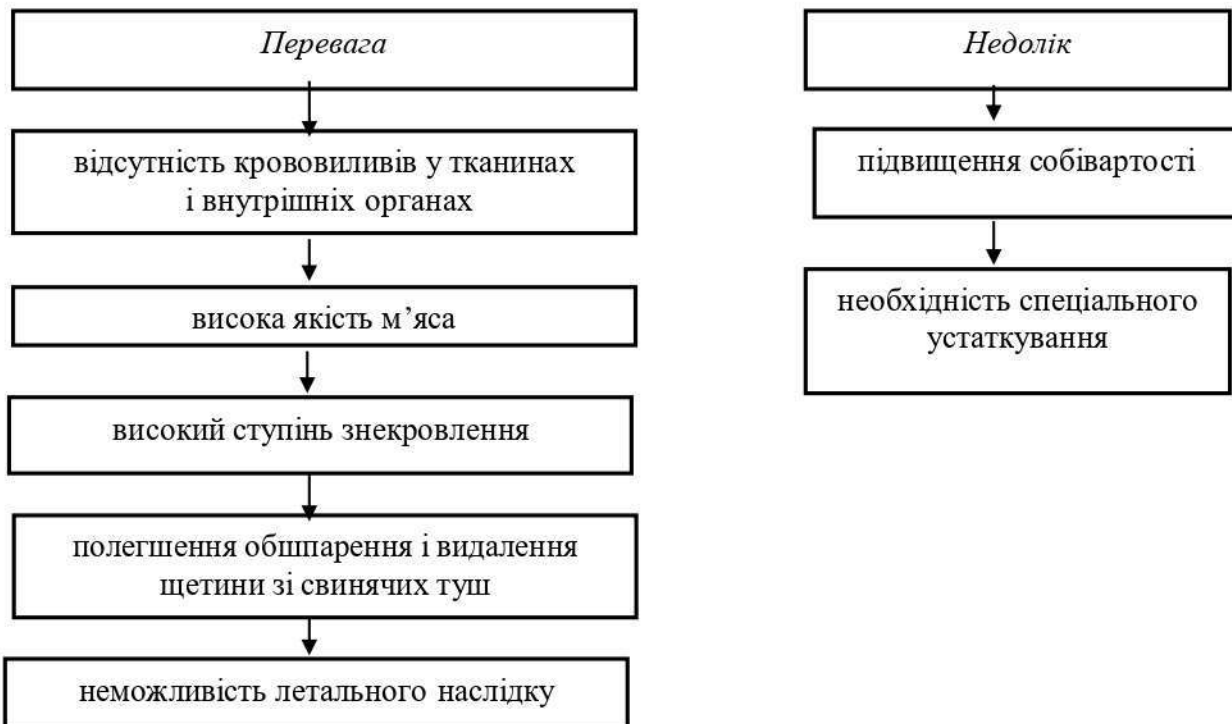 Перевага
відсутність крововиливів у тканинах
і внутрішніх органах
висока якість м’яса
високий ступінь знекровлення
полегшення обшпарення і видалення
щетини зі свинячих туш
неможливість летального наслідку
Недолік
підвищення собівартості
необхідність спеціального
устаткування